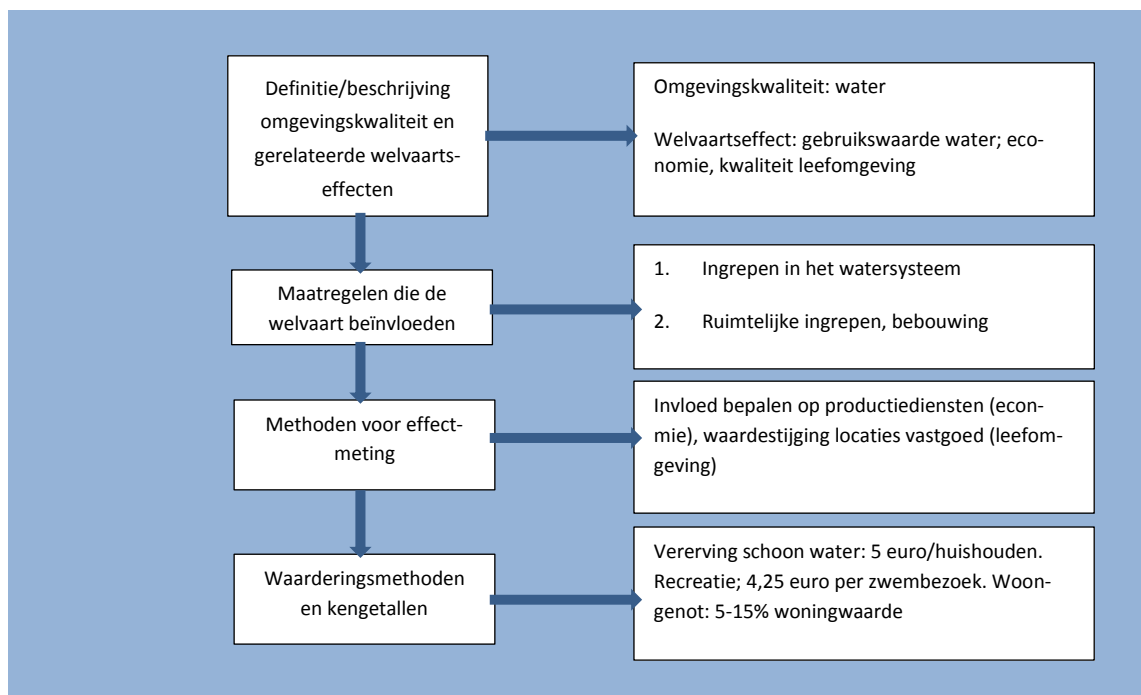 Definitie/beschrijving
omgevingskwaliteit en
gerelateerde welvaarts-
effecten
Omgevingskwaliteit: water
Welvaartseffect: gebruikswaarde water; eco-
nomie, kwaliteit leefomgeving
Maatregelen die de
welvaart beïnvloeden
1. Ingrepen in het watersysteem
2. Ruimtelijke ingrepen, bebouwing
Methoden voor effect-
meting
Invloed bepalen op productiediensten (econ-
mie), waardestijging locaties vastgoed (leefom-
geving)
Waarderingsmethoden
en kengetallen
Vererving schoon water: 5 euro/huishouden.
Recreatie; 4,25 euro per zwembezoek. Woon-
genot: 5-15% woningwaarde